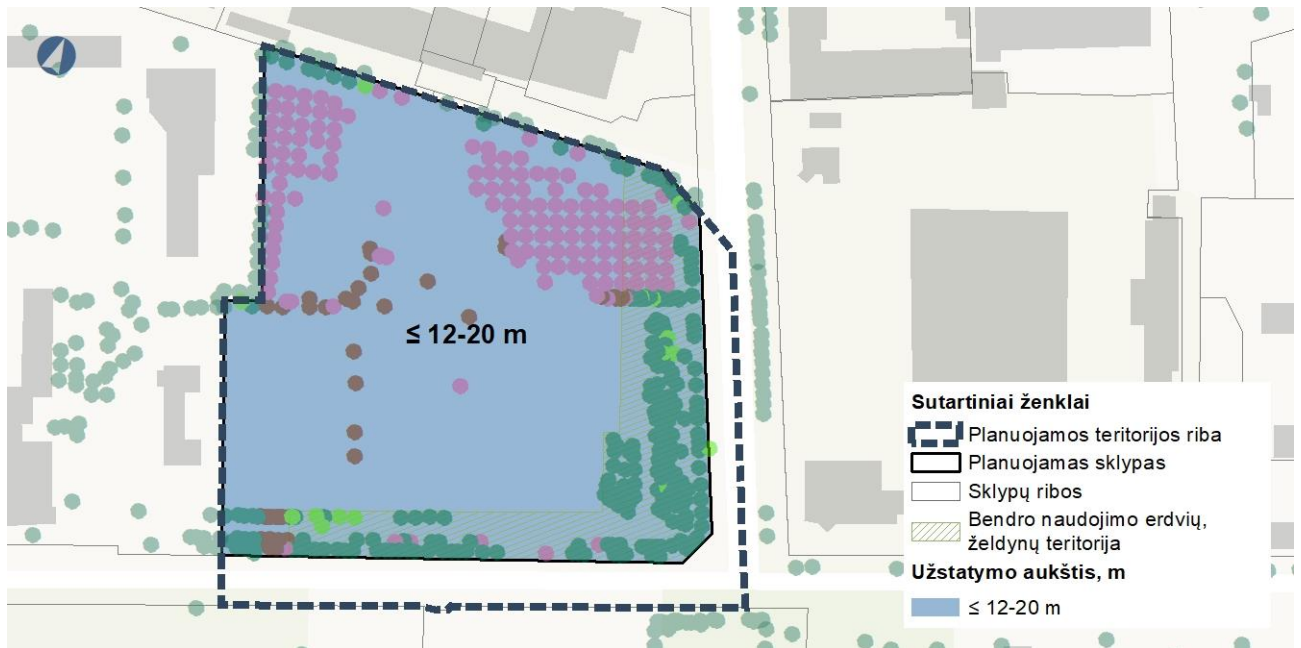 ≤ 12-20 m
Sutartiniai ženklai
Planuojamos teritorijos riba
Planuojamas sklypas
Sklypų ribos
Bendro naudojimo erdvių,
želdynų teritorija
Užstatymo aukštis, m
≤ 12-20 m